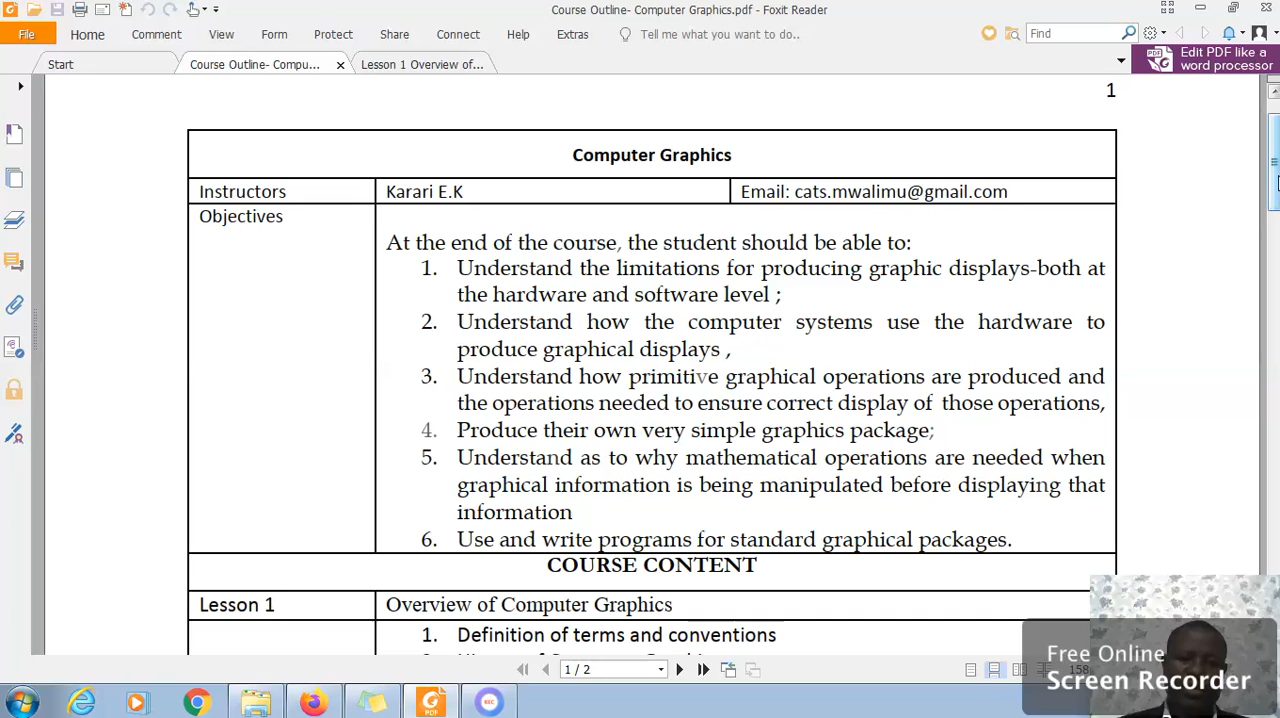 Course Outline- Computer Graphics.pdf - Foxit Reader
File Home Comment View Form Protect Share Connect Help Extras Tell me what you want to do... Find
Start Course Outline- Compu... Lesson 1 Overview of... Edit PDF like a
word processor
1
Computer Graphics
Instructors Karari E.K Email: cats.mwalimu@gmail.com
Objectives
At the end of the course, the student should be able to:
1. Understand the limitations for producing graphic displays-both at
the hardware and software level ;
2. Understand how the computer systems use the hardware to
produce graphical displays ,
3. Understand how primitive graphical operations are produced and
the operations needed to ensure correct display of those operations,
4. Produce their own very simple graphics package;
5. Understand as to why mathematical operations are needed when
graphical information is being manipulated before displaying that
information
6. Use and write programs for standard graphical packages.
COURSE CONTENT
Lesson 1 Overview of Computer Graphics
1. Definition of terms and conventions
1 / 2
Free Online
Screen Recorder
PDF
REC